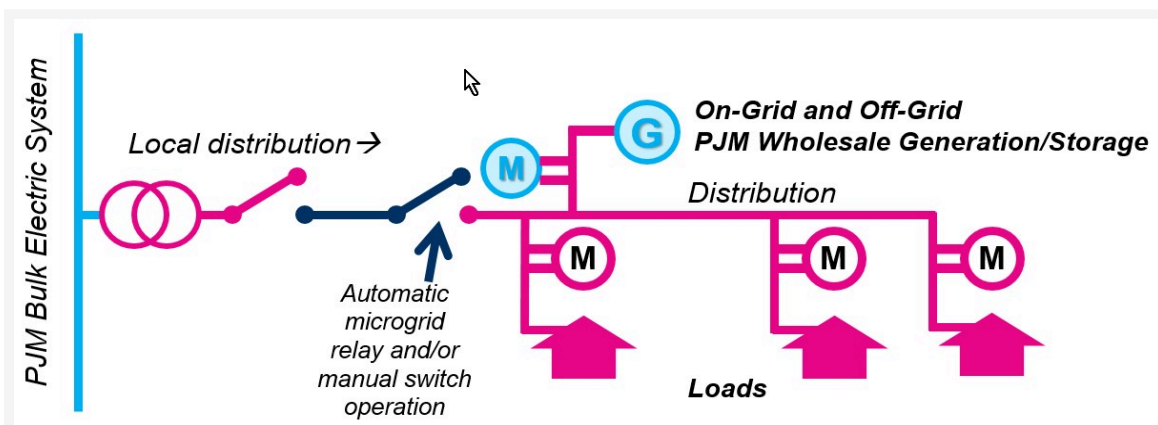 PJM Bulk Electric System
Local distribution →
M
G
On-Grid and Off-Grid
PJM Wholesale Generation/Storage
Distribution
M
M
M
Automatic
microgrid
relay and/or
manual switch
operation
Loads